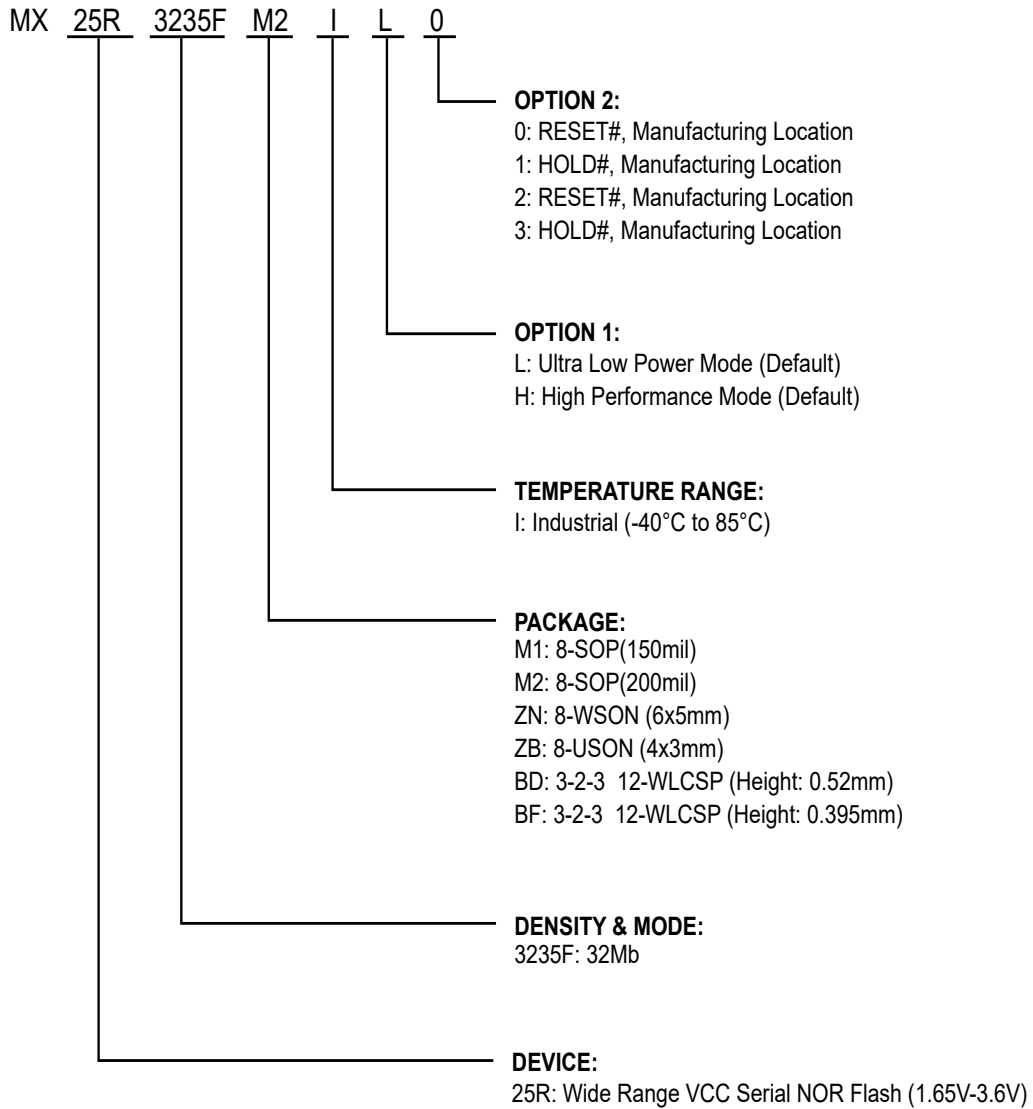 MX 25R 3235F M2 I L 0
OPTION 2:
0: RESET#, Manufacturing Location
1: HOLD#, Manufacturing Location
2: RESET#, Manufacturing Location
3: HOLD#, Manufacturing Location
OPTION 1:
L: Ultra Low Power Mode (Default)
H: High Performance Mode (Default)
TEMPERATURE RANGE:
I: Industrial (-40°C to 85°C)
PACKAGE:
M1: 8-SOP(150mil)
M2: 8-SOP(200mil)
ZN: 8-WSON (6x5mm)
ZB: 8-USON (4x3mm)
BD: 3-2-3 12-WLCSP (Height: 0.52mm)
BF: 3-2-3 12-WLCSP (Height: 0.395mm)
DENSITY & MODE:
3235F: 32Mb
DEVICE:
25R: Wide Range VCC Serial NOR Flash (1.65V-3.6V)